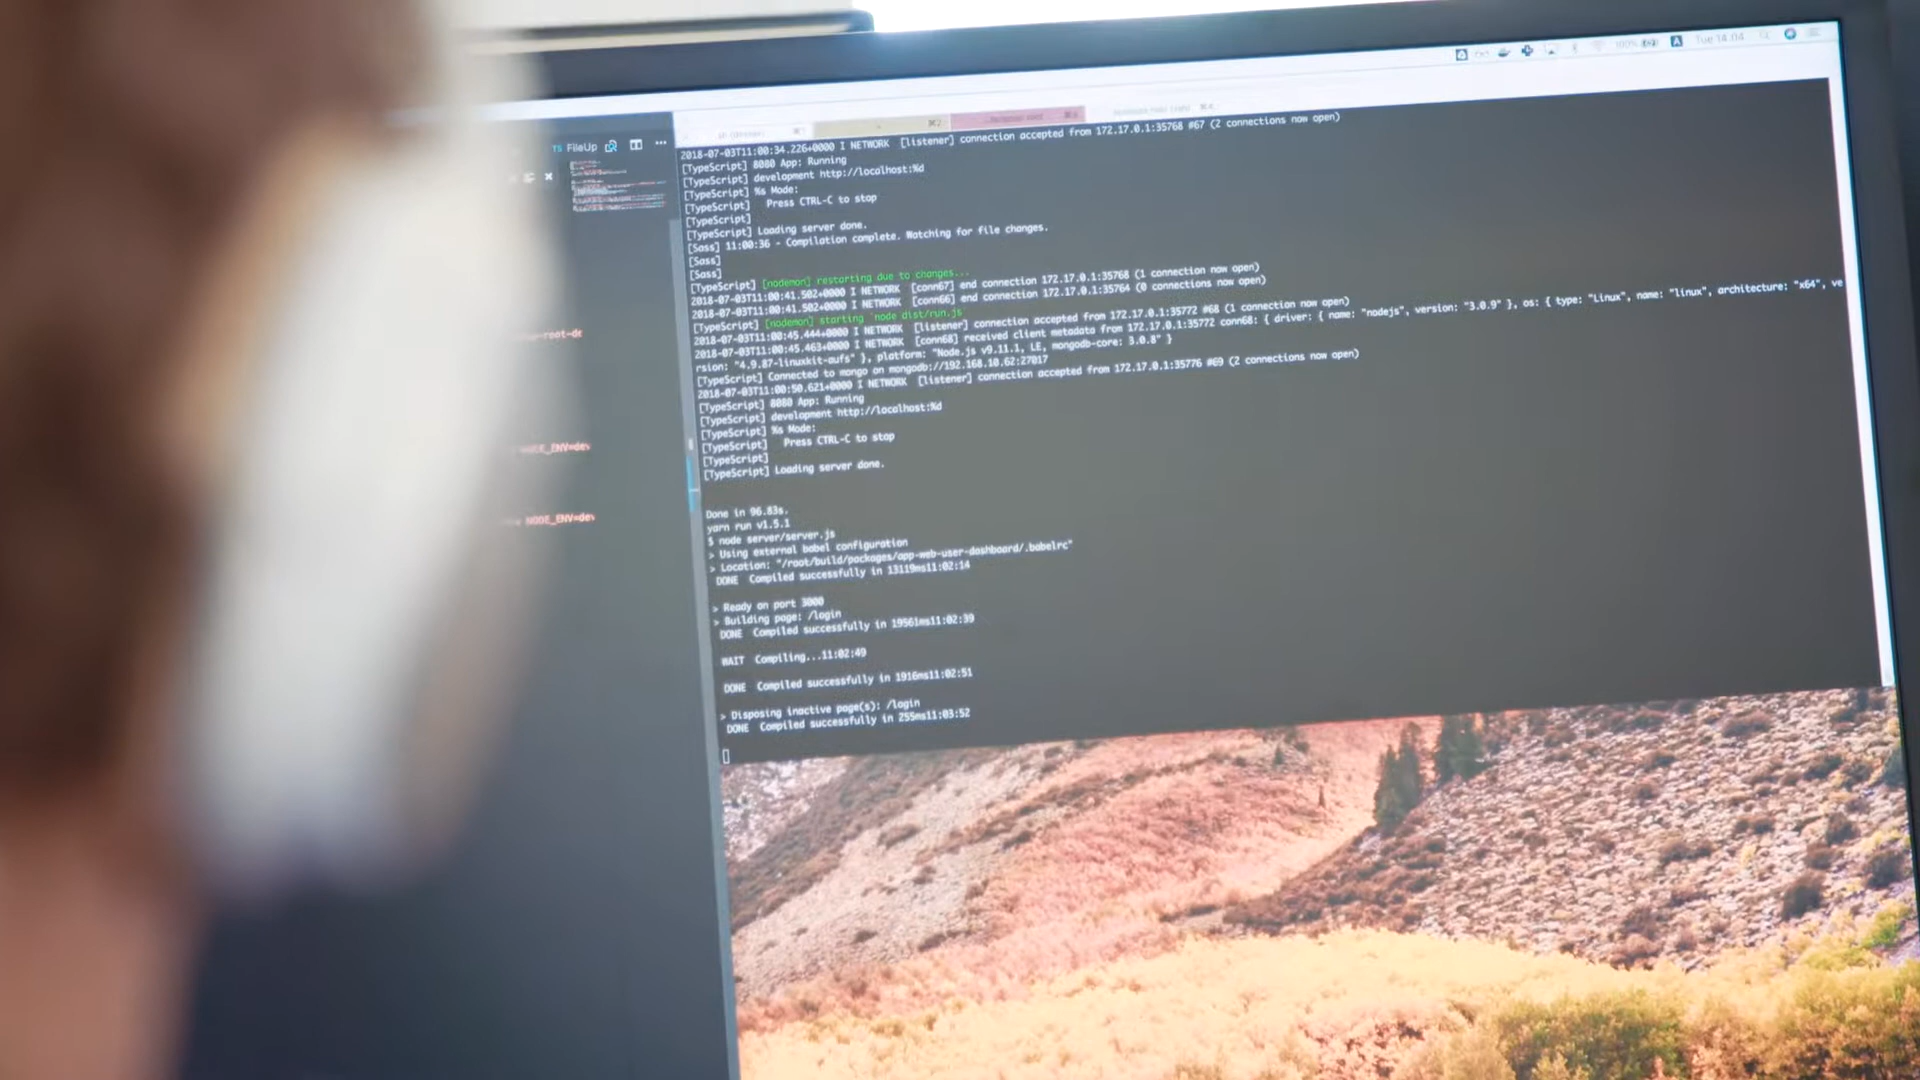 100%
Tue 14.04
TS FileUp
NODE_ENV=dev
NODE_ENV=dev
⌘1
⌘2
⌘3
⌘4
2018-07-03T11:00:34.226+0000 I NETWORK [listener] connection accepted from 172.17.0.1:35768 #67 (2 connections now open)
[TypeScript] 8080 App: Running
[TypeScript] development http://localhost:%d
[TypeScript] %s Mode:
[TypeScript] Press CTRL-C to stop
[TypeScript]
[TypeScript] Loading server done.
[Sass] 11:00:36 - Compilation complete. Watching for file changes.
[Sass]
[Sass]
[TypeScript] [nodemon] restarting due to changes...
2018-07-03T11:00:41.502+0000 I NETWORK [conn67] end connection 172.17.0.1:35768 (1 connection now open)
2018-07-03T11:00:41.502+0000 I NETWORK [conn66] end connection 172.17.0.1:35764 (0 connections now open)
[TypeScript] [nodemon] starting `node dist/run.js
2018-07-03T11:00:45.444+0000 I NETWORK [listener] connection accepted from 172.17.0.1:35772 #68 (1 connection now open)
2018-07-03T11:00:45.463+0000 I NETWORK [conn68] received client metadata from 172.17.0.1:35772 conn68: { driver: { name: "nodejs", version: "3.0.9" }, os: { type: "Linux", name: "linux", architecture: "x64", ve
rsion: "4.9.87-linuxkit-aufs" }, platform: "Node.js v9.11.1, LE, mongodb-core: 3.0.8" }
[TypeScript] Connected to mongo on mongodb://192.168.10.62:27017
2018-07-03T11:00:50.621+0000 I NETWORK [listener] connection accepted from 172.17.0.1:35776 #69 (2 connections now open)
[TypeScript] 8080 App: Running
[TypeScript] development http://localhost:%d
[TypeScript] %s Mode:
[TypeScript] Press CTRL-C to stop
[TypeScript]
[TypeScript] Loading server done.
Done in 96.83s.
yarn run v1.5.1
$ node server/server.js
> Using external babel configuration
> Location: "/root/build/packages/app-web-user-dashboard/.babelrc"
DONE Compiled successfully in 13119ms11:02:14
> Ready on port 3000
> Building page: /login
DONE Compiled successfully in 19561ms11:02:39
WAIT Compiling...11:02:49
DONE Compiled successfully in 1916ms11:02:51
> Disposing inactive page(s): /login
DONE Compiled successfully in 255ms11:03:52